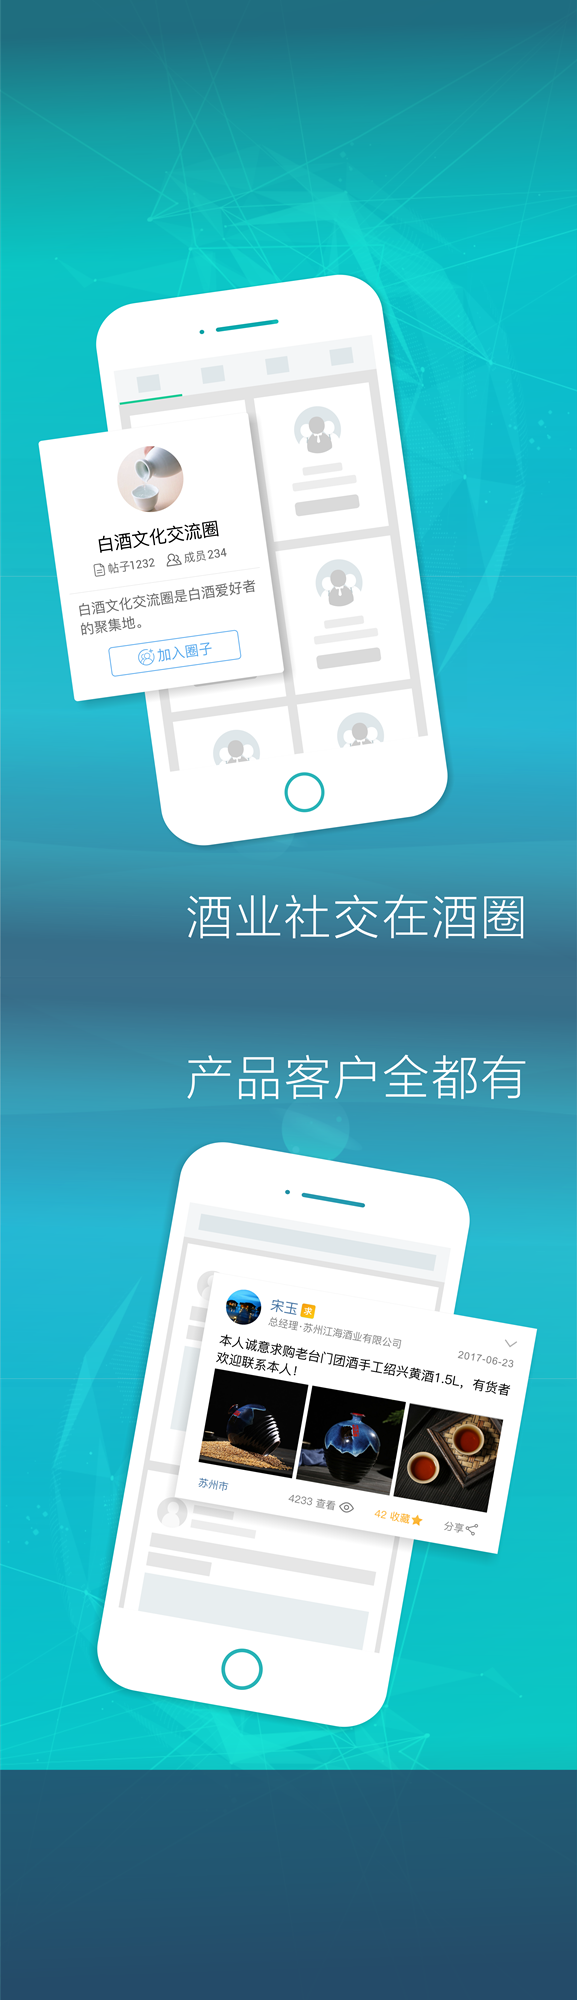 白酒文化交流圈
帖子1232 成员234
白酒文化交流圈是白酒爱好者
的聚集地。
加入圈子
酒业社交在酒圈
产品客户全都有
宋玉 求
总经理·苏州江海酒业有限公司
2017-06-23
本人诚意求购老台门团酒手工绍兴黄酒1.5L，有货者
欢迎联系本人！
苏州市
4233 查看
42 收藏
分享